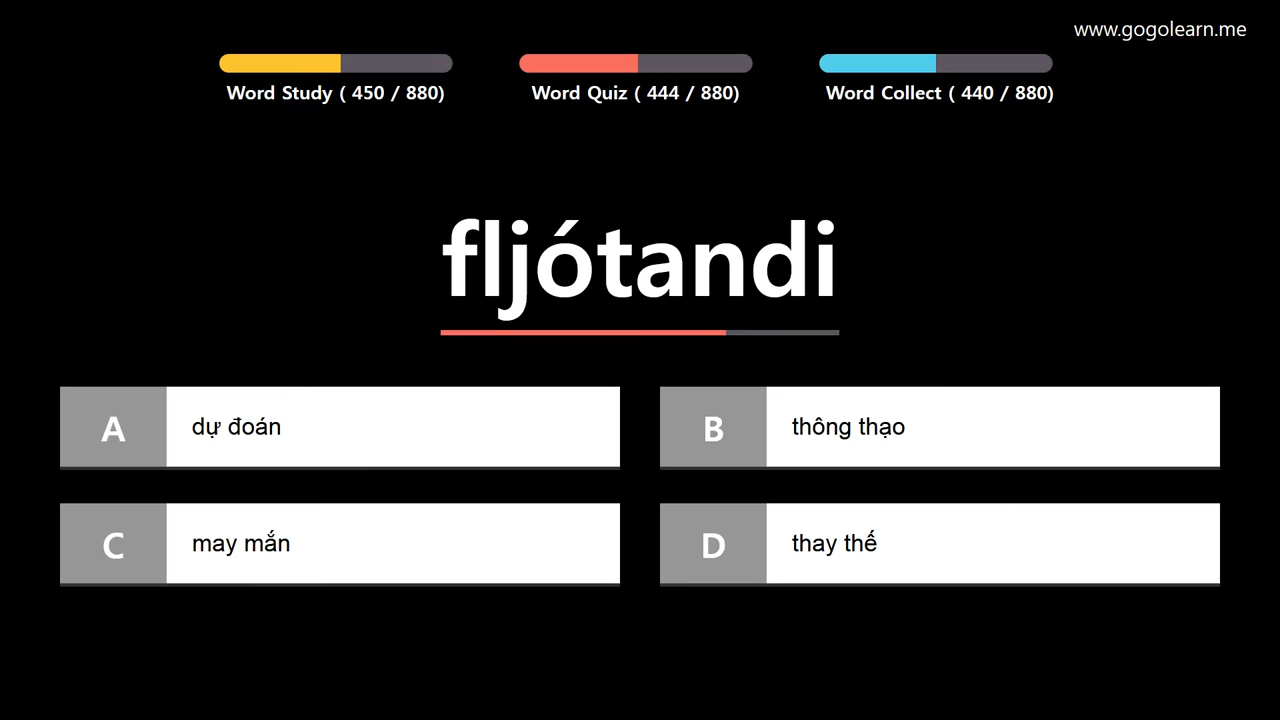 www.gogolearn.me
Word Study ( 450 / 880)
Word Quiz ( 444 / 880)
Word Collect ( 440 / 880)
fljótandi
A dự đoán
B thông thạo
C may mắn
D thay thế